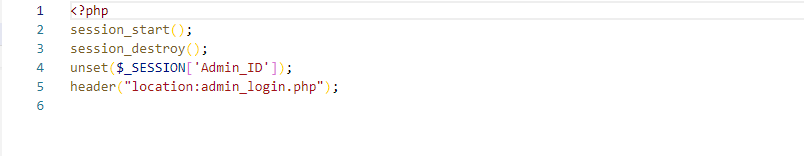 1 <?php
2 session_start();
3 session_destroy();
4 unset($_SESSION['Admin_ID']);
5 header("location:admin_login.php");
6